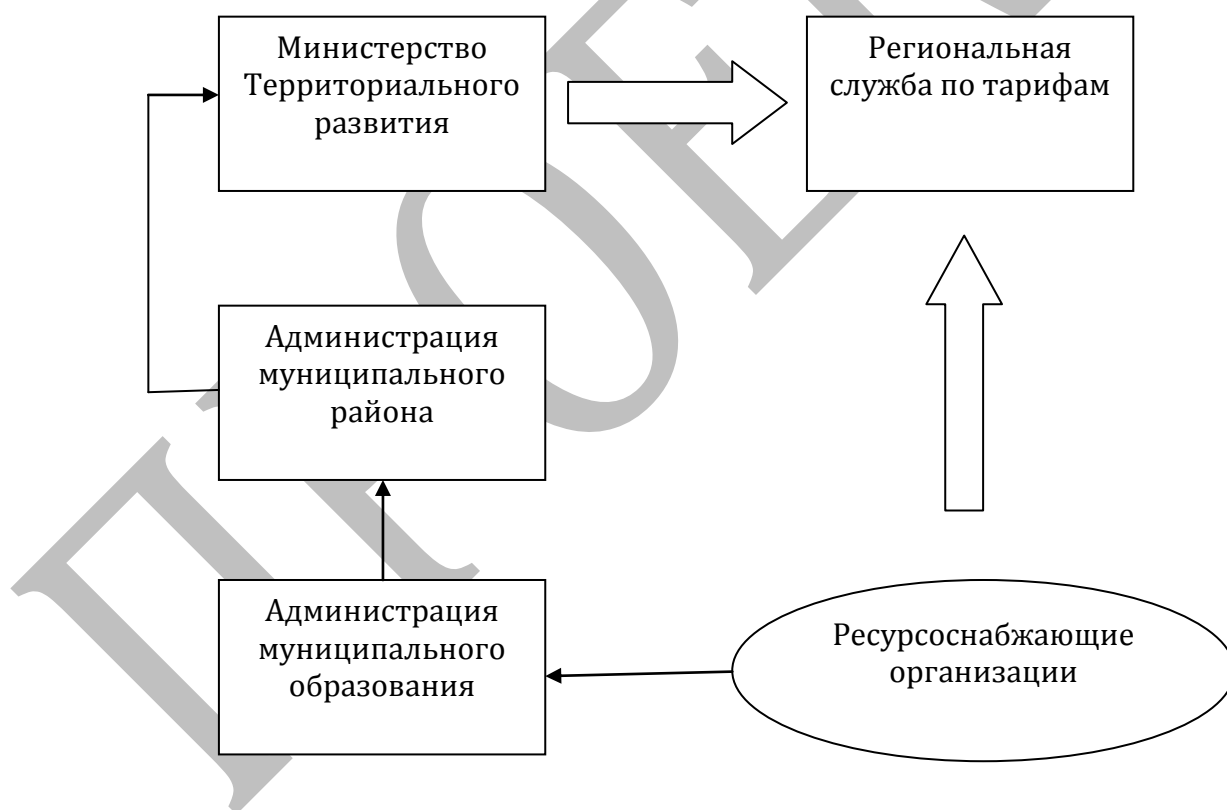 Министерство
Территориального
развития
Региональная
служба по тарифам
Администрация
муниципального
района
Администрация
муниципального
образования
Ресурсоснабжающие
организации